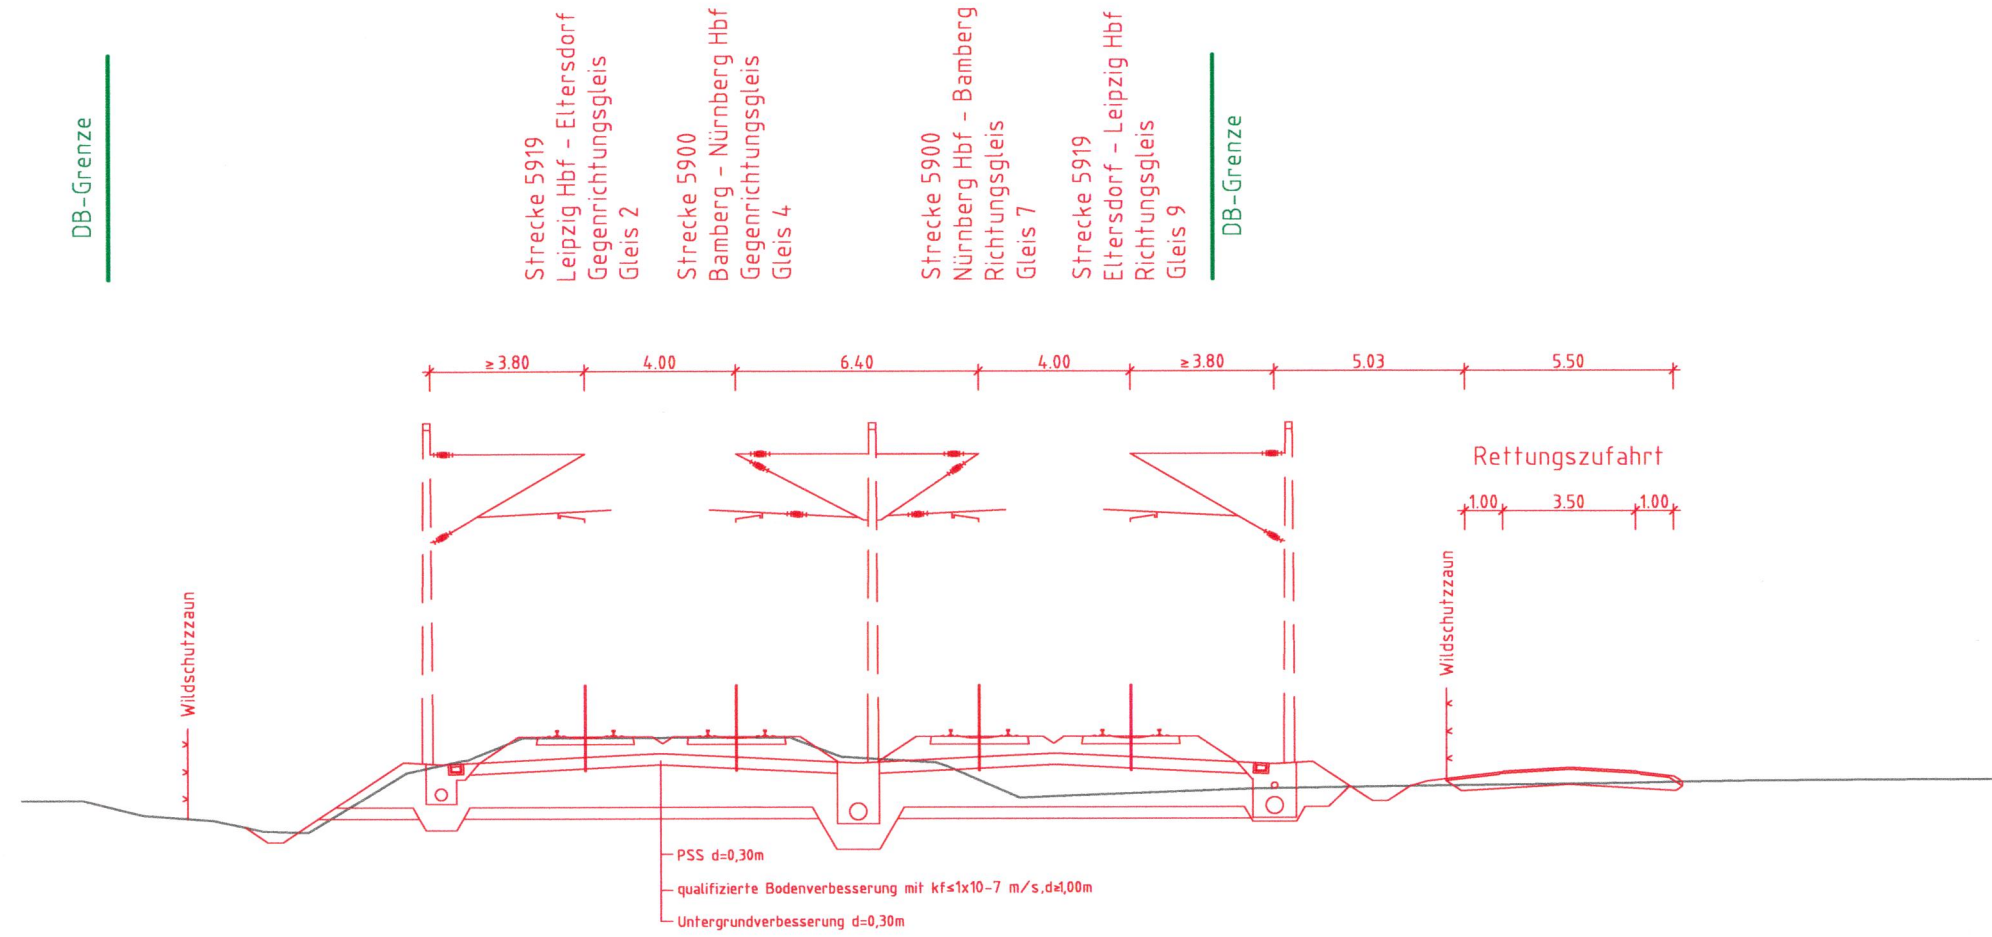 DB-Grenze
Strecke 5919
Leipzig Hbf - Eltersdorf
Gegenrichtungsgleis
Gleis 2
Strecke 5900
Bamberg - Nürnberg Hbf
Gegenrichtungsgleis
Gleis 4
Strecke 5900
Nürnberg Hbf - Bamberg
Richtungsgleis
Gleis 7
Strecke 5919
Eltersdorf - Leipzig Hbf
Richtungsgleis
Gleis 9
DB-Grenze
≥3.80
4.00
6.40
4.00
≥3.80
5.03
5.50
Rettungszufahrt
1.00
3.50
1.00
Wildschutzzaun
Wildschutzzaun
PSS d=0,30m
qualifizierte Bodenverbesserung mit kf≤1x10-7 m/s,d≥1,00m
Untergrundverbesserung d=0,30m